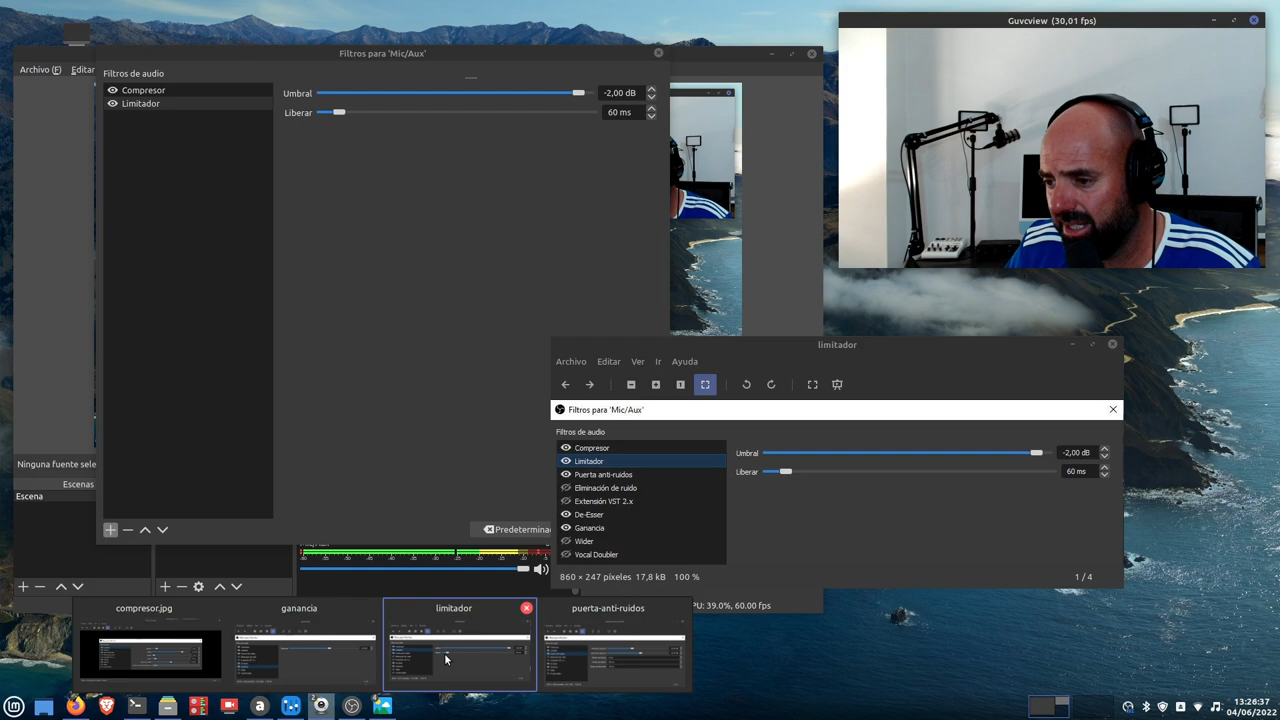 Guvcview (30,01 fps)
Filtros para 'Mic/Aux'
Archivo (F)
Editar
Filtros de audio
Compresor
Limitador
Umbral
-2,00 dB
Liberar
60 ms
limitador
Archivo
Editar
Ver
Ir
Ayuda
Filtros para 'Mic/Aux'
Filtros de audio
Compresor
Limitador
Puerta anti-ruidos
Eliminación de ruido
Extensión VST 2.x
De-Esser
Ganancia
Wider
Vocal Doubler
Umbral
-2,00 dB
Liberar
60 ms
860 × 247 píxeles 17,8 kB 100 %
1 / 4
Ninguna fuente sele
Escenas
Escena
Predetermina
PU: 39.0%, 60.00 fps
compresor.jpg
ganancia
limitador
puerta-anti-ruidos
13:26:37
04/06/2022